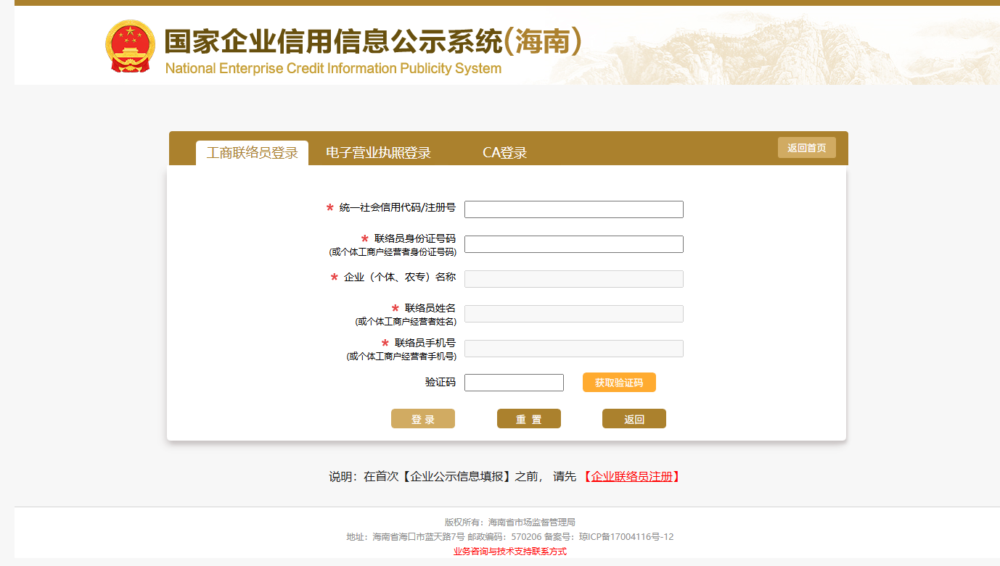 国家企业信用信息公示系统(海南)
National Enterprise Credit Information Publicity System
工商联络员登录 电子营业执照登录 CA登录 返回首页
* 统一社会信用代码/注册号
* 联络员身份证号码
(或个体工商户经营者身份证号码)
* 企业（个体、农专）名称
* 联络员姓名
(或个体工商户经营者姓名)
* 联络员手机号
(或个体工商户经营者手机号)
验证码 获取验证码
登 录 重 置 返回
说明：在首次【企业公示信息填报】之前， 请先 【企业联络员注册】
版权所有：海南省市场监督管理局
地址：海南省海口市蓝天路7号 邮政编码：570206 备案号：琼ICP备17004116号-12
业务咨询与技术支持联系方式